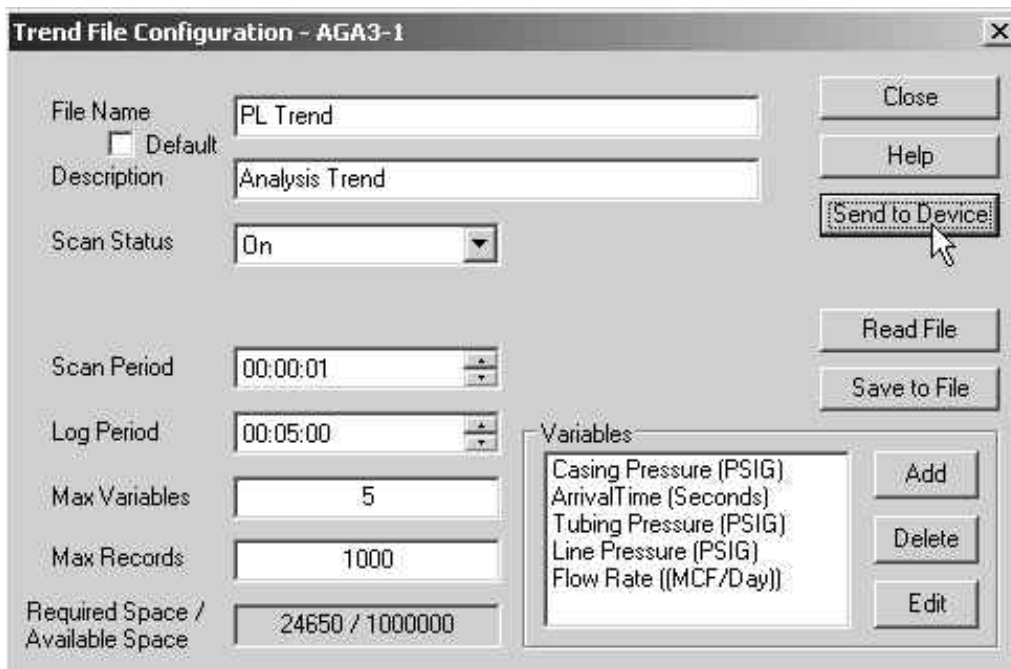 Trend File Configuration - AGA3-1
File Name
PL Trend
Default
Description
Analysis Trend
Scan Status
On
Scan Period
00:00:01
Log Period
00:05:00
Max Variables
5
Max Records
1000
Required Space /
Available Space
24650 / 1000000
Close
Help
Send to Device
Read File
Save to File
Variables
Casing Pressure (PSIG)
ArrivalTime (Seconds)
Tubing Pressure (PSIG)
Line Pressure (PSIG)
Flow Rate ((MCF/Day))
Add
Delete
Edit